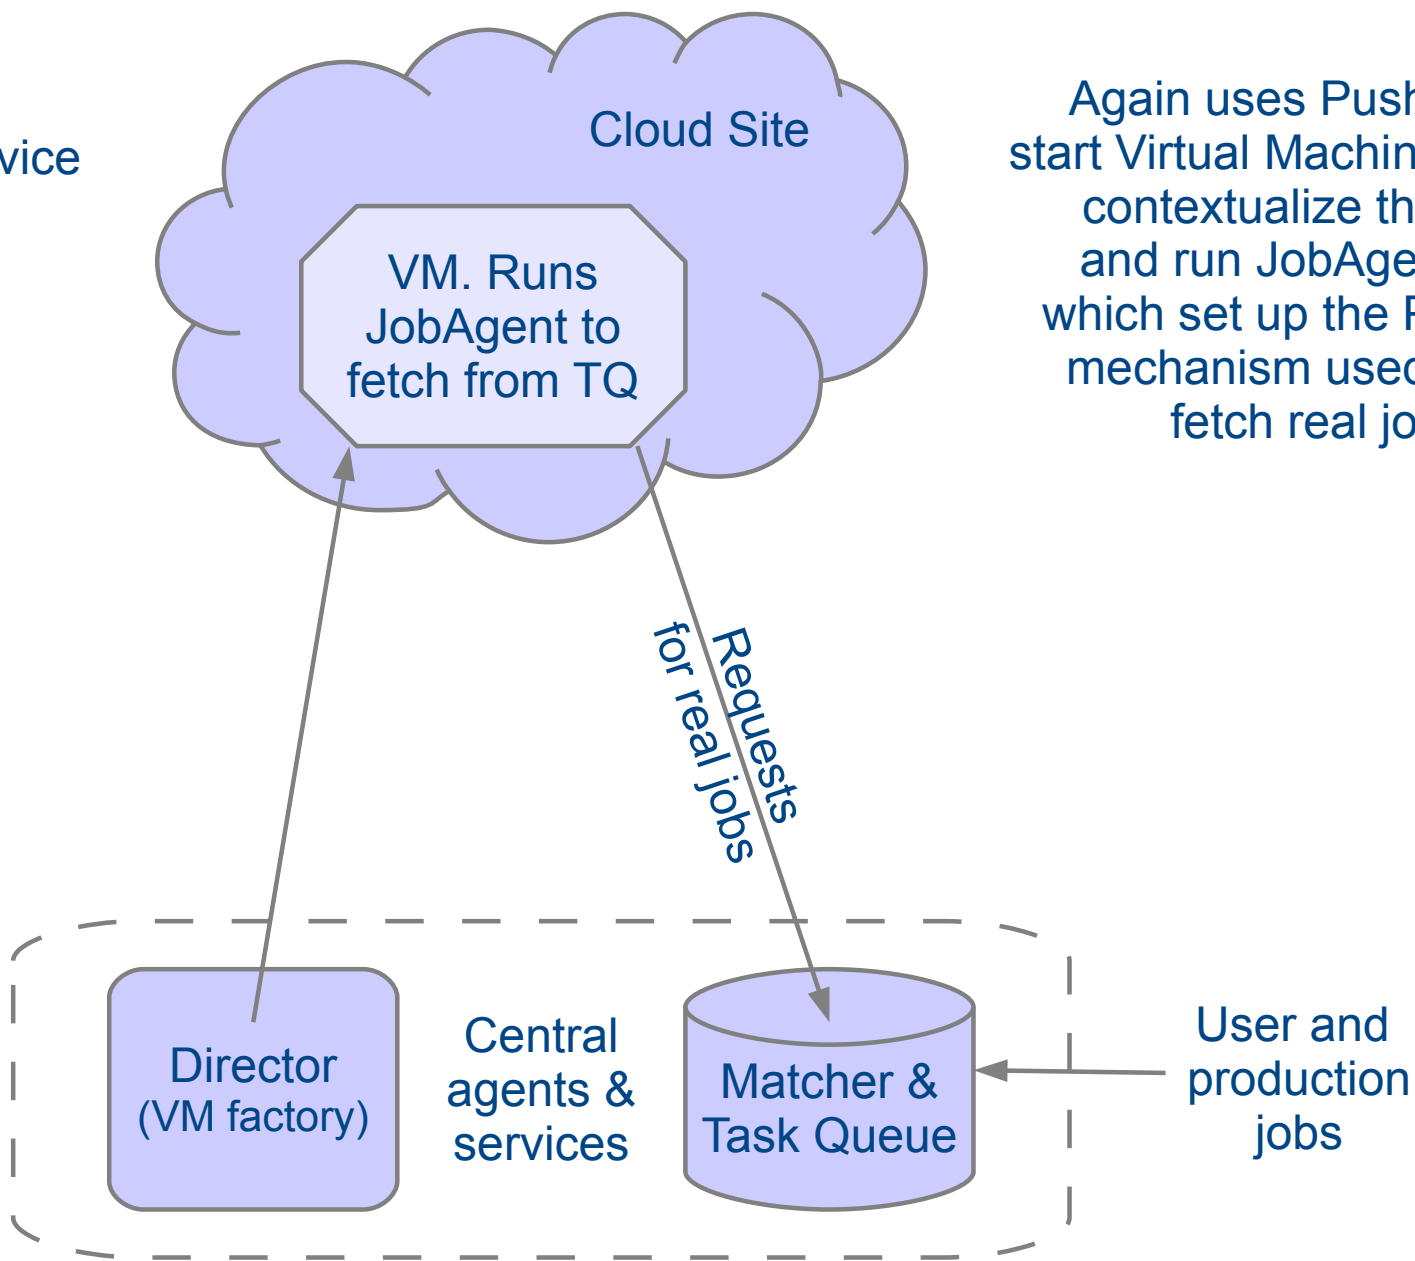 vice
Cloud Site
Again uses Push
start Virtual Machin
contextualize th
and run JobAge
which set up the
mechanism used
fetch real jo
VM. Runs
JobAgent to
fetch from TQ
Requests
for real jobs
Director
(VM factory)
Central
agents &
services
Matcher &
Task Queue
User and
production
jobs